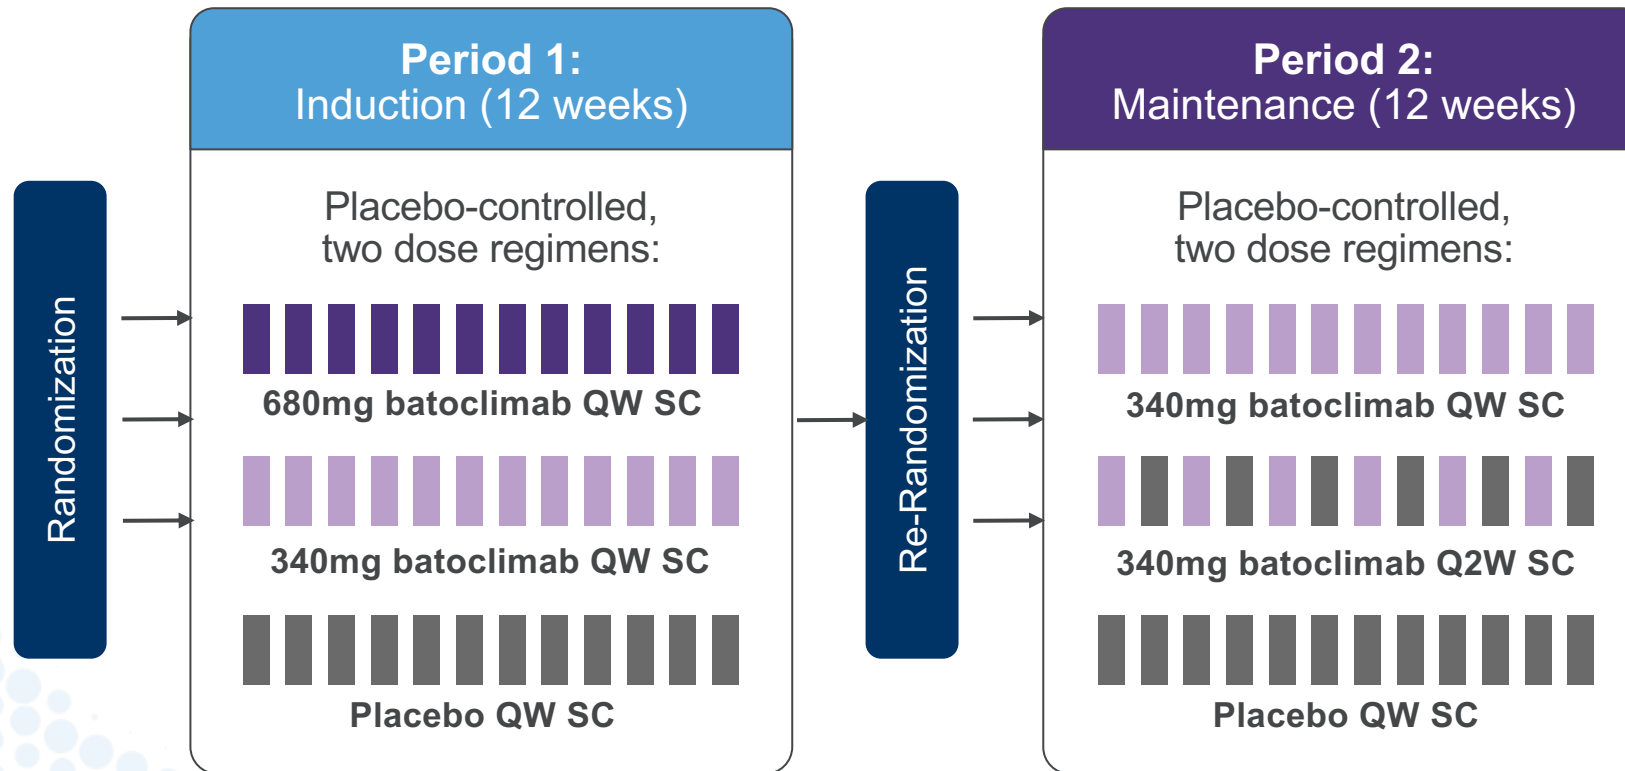 Randomization
Period 1:
Induction (12 weeks)
Placebo-controlled,
two dose regimens:
680mg batoclimab QW SC
340mg batoclimab QW SC
Placebo QW SC
Re-Randomization
Period 2:
Maintenance (12 weeks)
Placebo-controlled,
two dose regimens:
340mg batoclimab QW SC
340mg batoclimab Q2W SC
Placebo QW SC